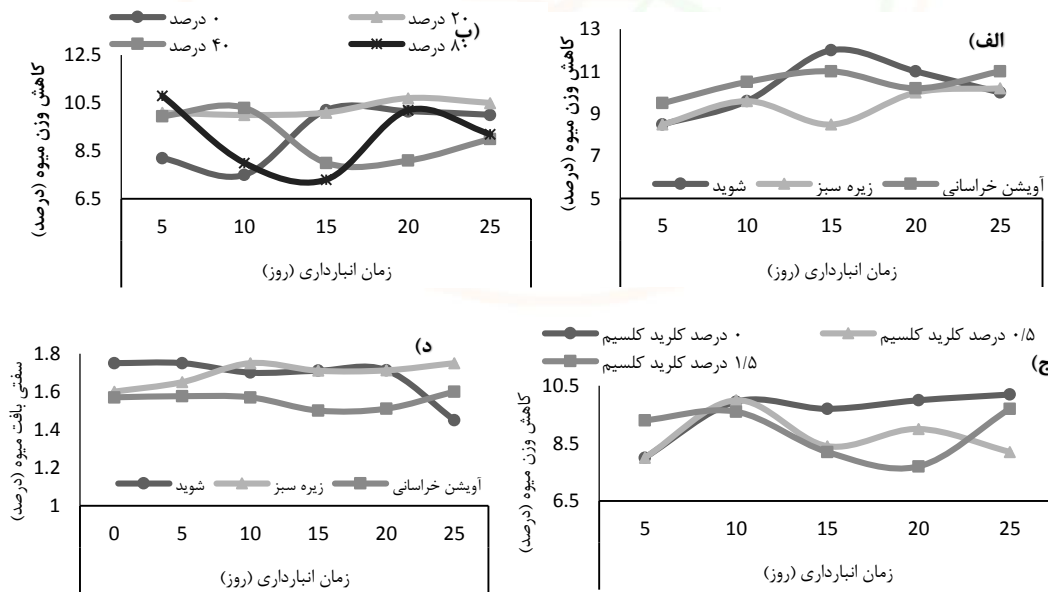 الف)
کاهش وزن میوه (درصد)
13
11
9
7
5
شوید
زیره سبز
آویشن خراسانی
5 10 15 20 25
زمان انبارداری (روز)
ب)
۰ درصد
۲۰ درصد
۴۰ درصد
۸۰ درصد
کاهش وزن میوه (درصد)
12.5
10.5
8.5
6.5
5 10 15 20 25
زمان انبارداری (روز)
ج)
۰ درصد کلرید کلسیم
۰/۵ درصد کلرید کلسیم
۱/۵ درصد کلرید کلسیم
کاهش وزن میوه (درصد)
10.5
8.5
6.5
5 10 15 20 25
زمان انبارداری (روز)
د)
سفتی بافت میوه (درصد)
1.8
1.6
1.4
1.2
1
شوید
زیره سبز
آویشن خراسانی
0 5 10 15 20 25
زمان انبارداری (روز)